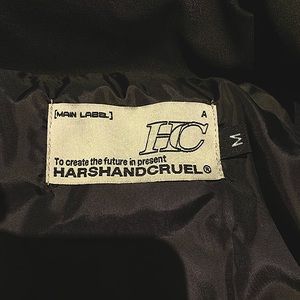 [MAIN LABEL] A
HC
M
To create the future in present
HARSHANDCRUEL®